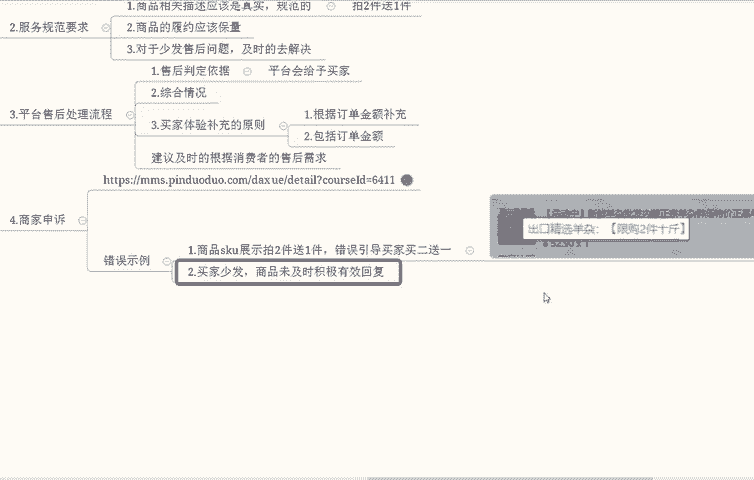 1.商品相关描述应该是真实，规范的
拍2件送1件
2.服务规范要求
2.商品的履约应该保量
3.对于少发售后问题，及时的去解决
1.售后判定依据
平台会给予买家
2.综合情况
3.平台售后处理流程
3.买家体验补充的原则
1.根据订单金额补充
2.包括订单金额
建议及时的根据消费者的售后需求
https://mms.pinduoduo.com/daxue/detail?courseId=6411
4.商家申诉
出口精选单杂：【限购2件十斤】
错误示例
1.商品sku展示拍2件送1件，错误引导买家买二送一
2.买家少发，商品未及时积极有效回复